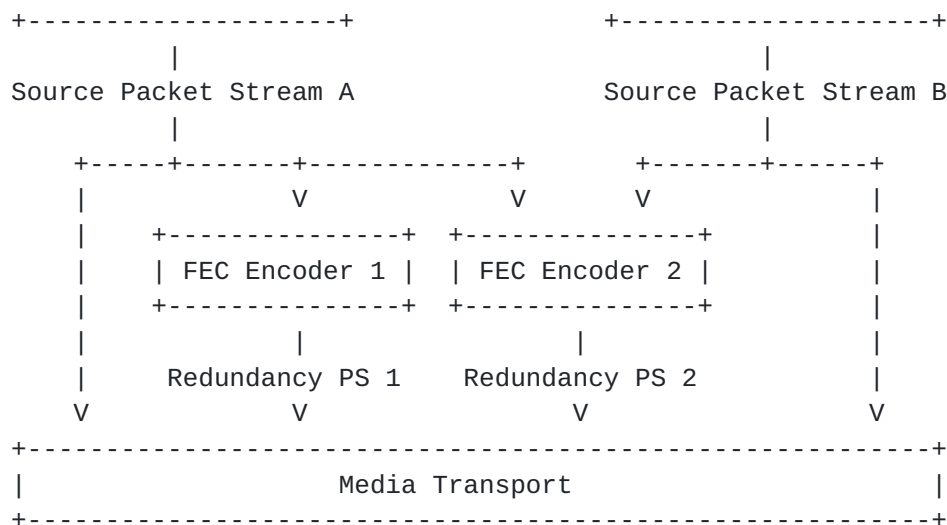 +--------------------+                +--------------------+
          |                                     |
Source Packet Stream A                Source Packet Stream B
          |                                     |
    +-----+-------+-------------+       +-------+------+
    |             V             V       V              |
    |    +---------------+  +---------------+          |
    |    | FEC Encoder 1 |  | FEC Encoder 2 |          |
    |    +---------------+  +---------------+          |
    |             |                 |                  |
    |     Redundancy PS 1    Redundancy PS 2           |
    V             V                 V                  V
+----------------------------------------------------------+
|                    Media Transport                       |
+----------------------------------------------------------+